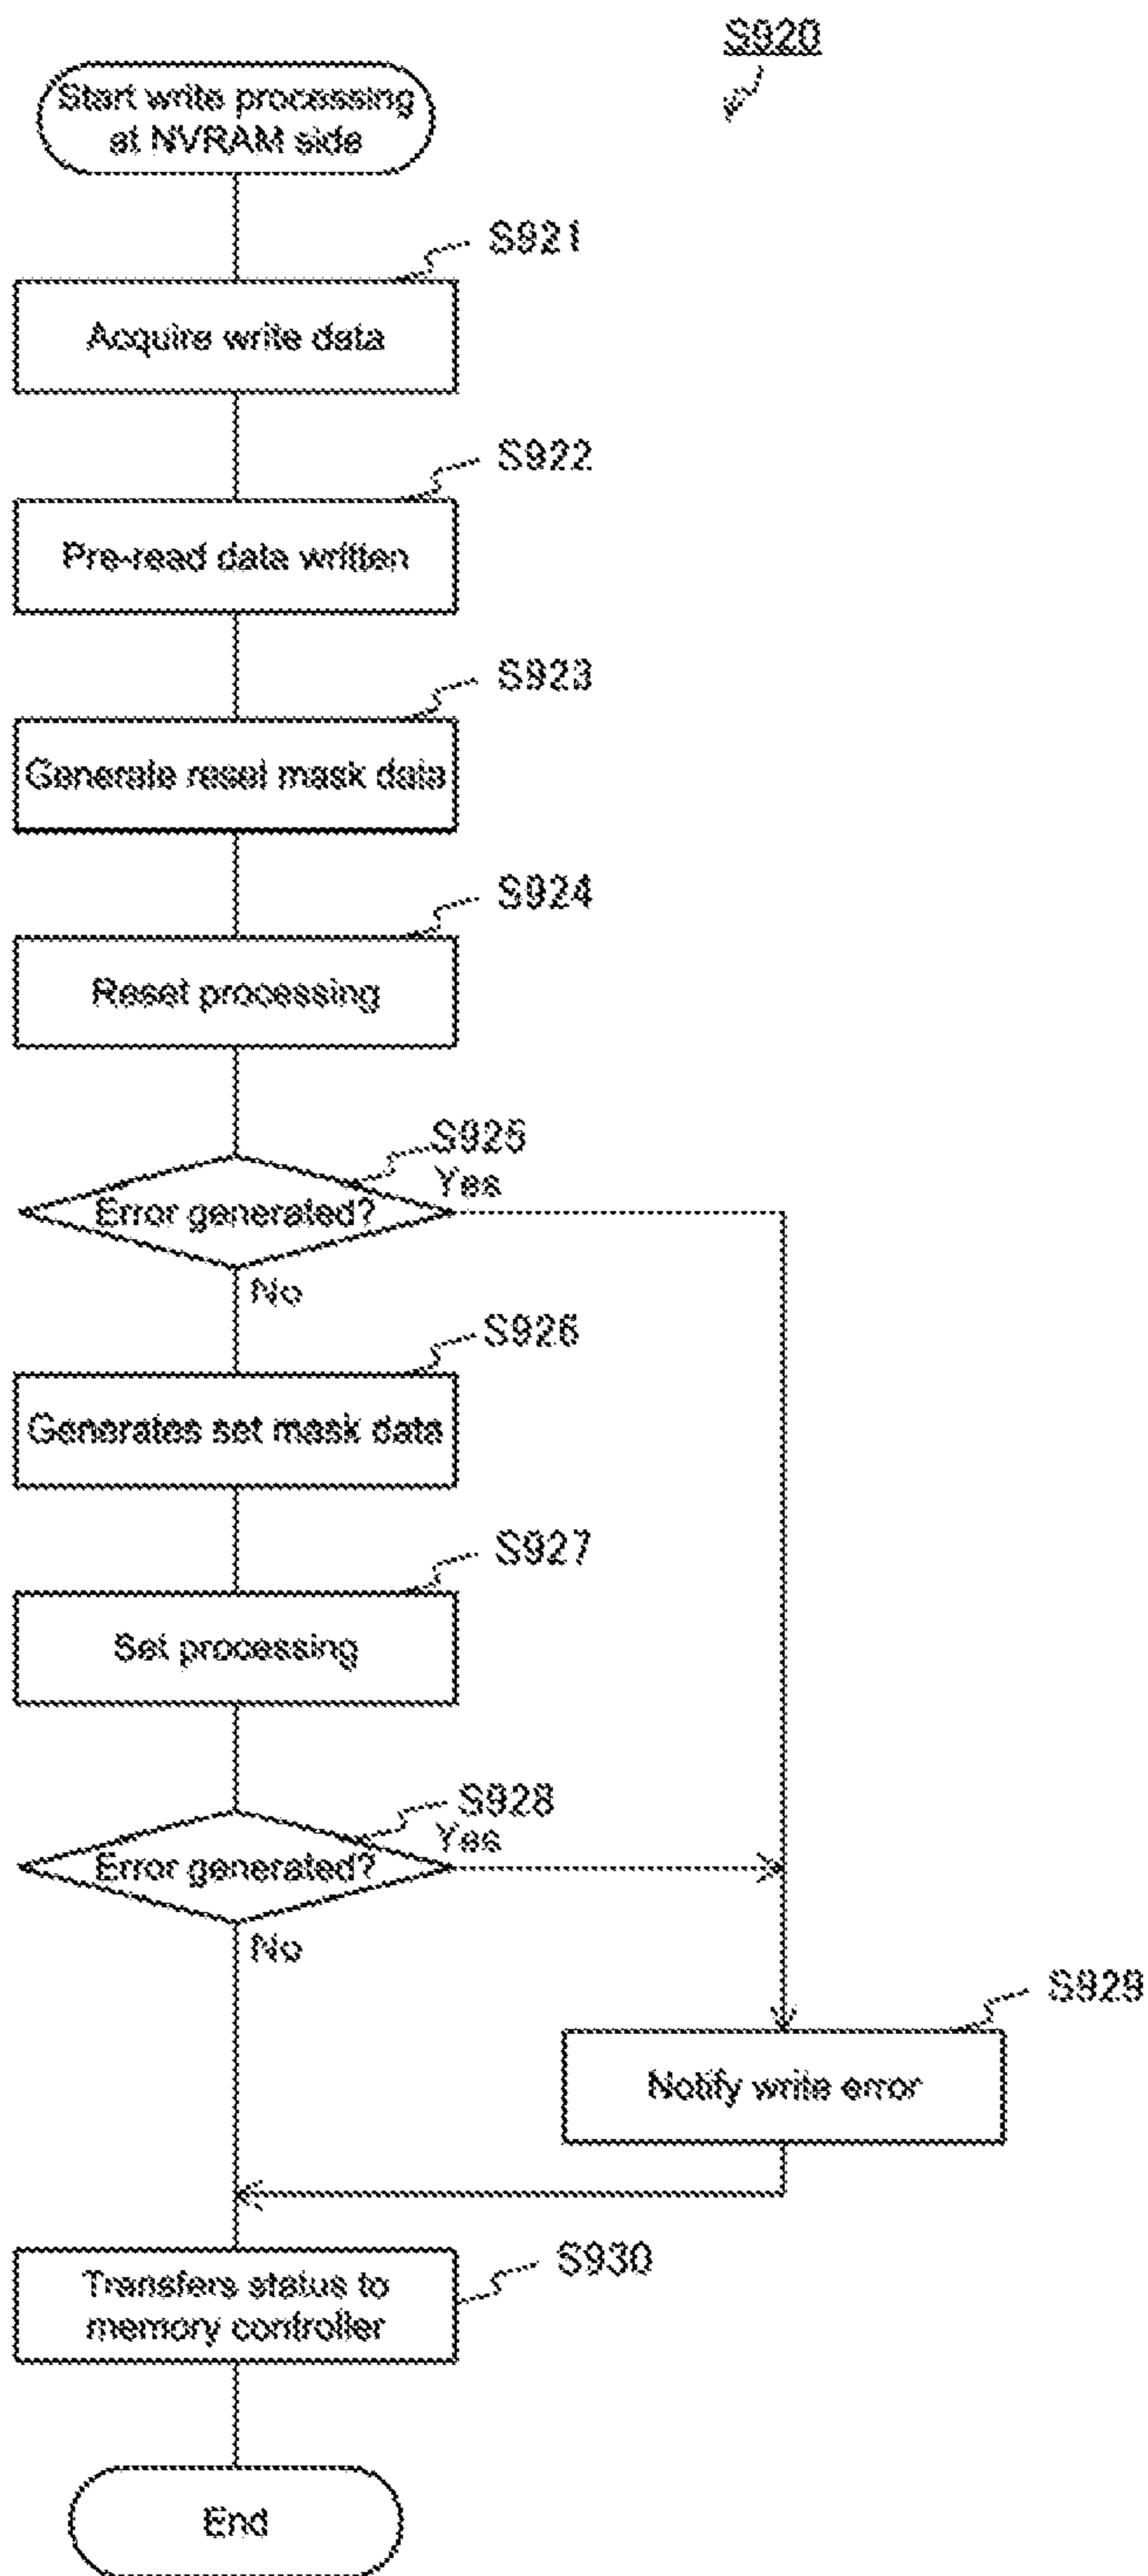 S920
Start write processing
at NVRAM side
S921
Acquire write data
S922
Pre-read data written
S923
Generate reset mask data
S924
Reset processing
S925
Yes
Error generated?
No
S926
Generates set mask data
S927
Set processing
S928
Yes
Error generated?
No
S929
Notify write error
S930
Transfers status to
memory controller
End